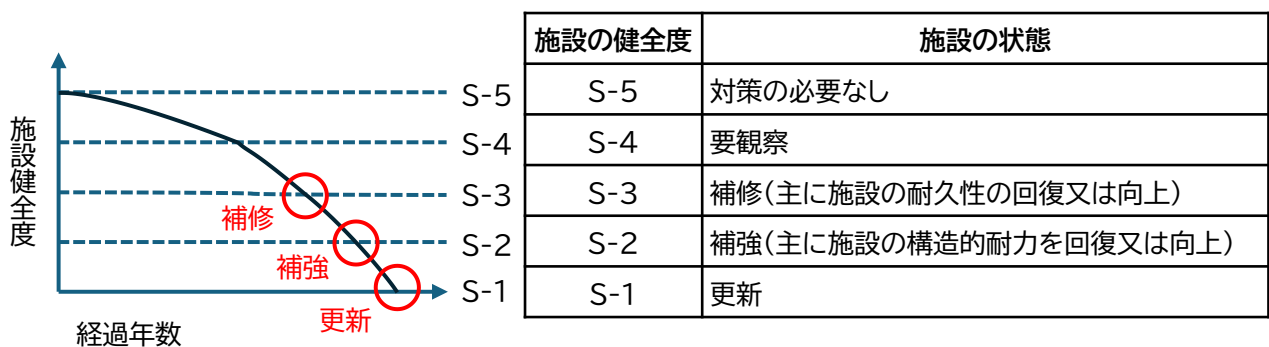 施設健全度
S-5
S-4
S-3
S-2
S-1
補修
補強
更新
経過年数
施設の健全度 施設の状態
S-5 対策の必要なし
S-4 要観察
S-3 補修(主に施設の耐久性の回復又は向上)
S-2 補強(主に施設の構造的耐力を回復又は向上)
S-1 更新